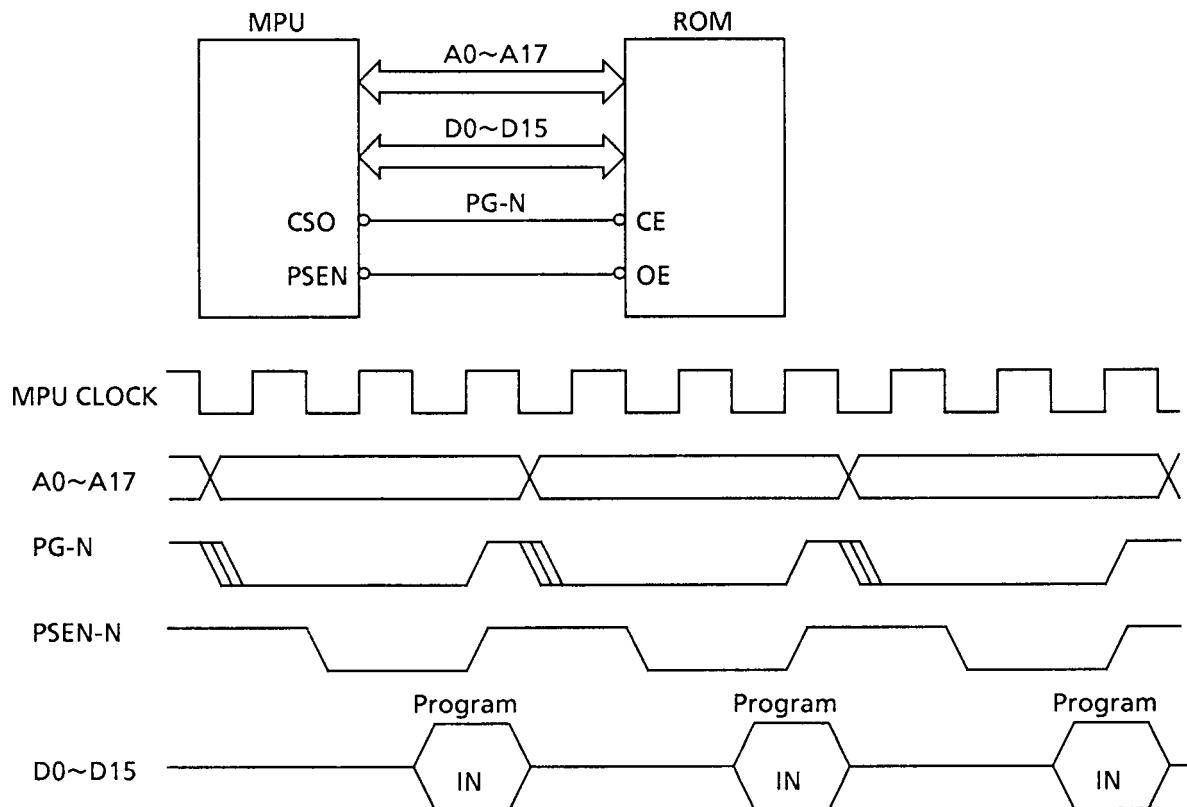 MPU ROM
A0~A17
D0~D15
PG-N
CSO CE
PSEN OE
MPU CLOCK
A0~A17
PG-N
PSEN-N
Program Program Program
D0~D15 IN IN IN